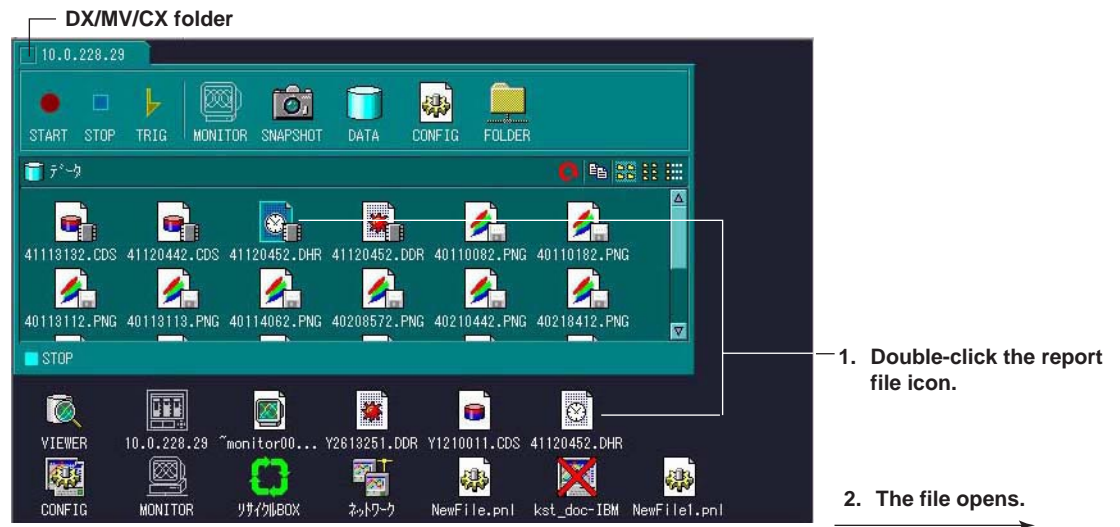 DX/MV/CX folder
10.0.228.29
START STOP TRIG MONITOR SNAPSHOT DATA CONFIG FOLDER
データ
41113132.CDS 41120442.CDS 41120452.DHR 41120452.DDR 40110082.PNG 40110182.PNG
40113112.PNG 40113113.PNG 40114062.PNG 40208572.PNG 40210442.PNG 40218412.PNG
STOP
1. Double-click the report
file icon.
VIEWER 10.0.228.29 ~monitor00... Y2613251.DDR Y1210011.CDS 41120452.DHR
CONFIG MONITOR リサイクルBOX ネットワーク NewFile.pnl kst_doc-IBM NewFile1.pnl
2. The file opens.